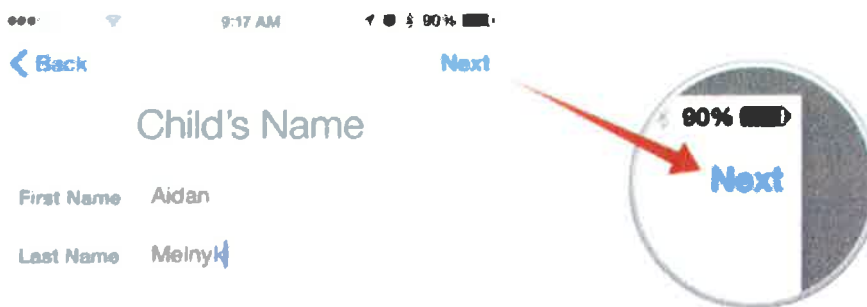 9:17 AM 90%
Back Next
Child's Name
First Name Aidan
Last Name Melnyk
90%
Next